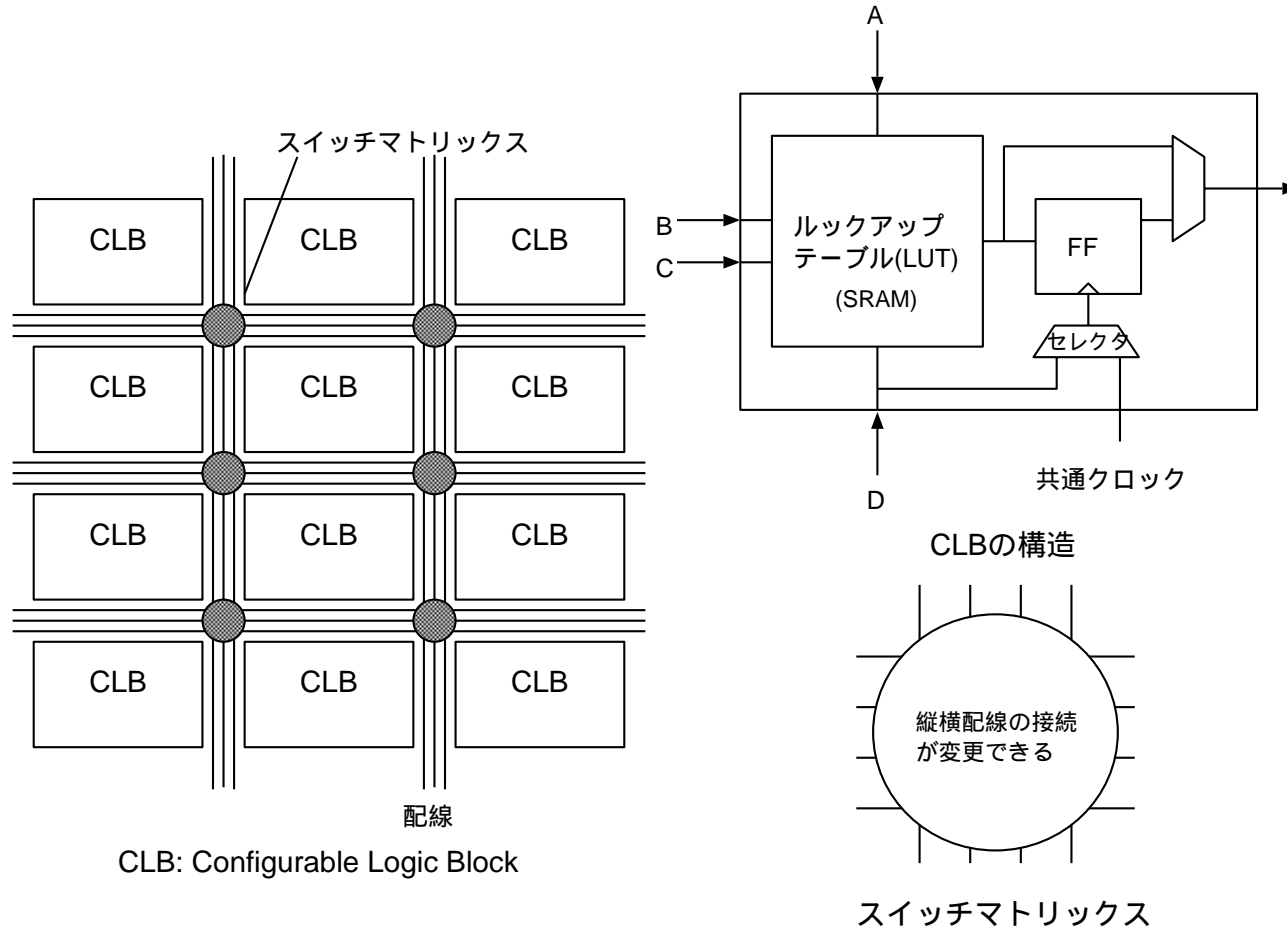 スイッチマトリックス
CLB
CLB
CLB
CLB
CLB
CLB
CLB
CLB
CLB
CLB
CLB
CLB
配線
CLB: Configurable Logic Block
A
B
C
ルックアップ
テーブル(LUT)
(SRAM)
FF
セレクタ
D
共通クロック
CLBの構造
縦横配線の接続
が変更できる
スイッチマトリックス